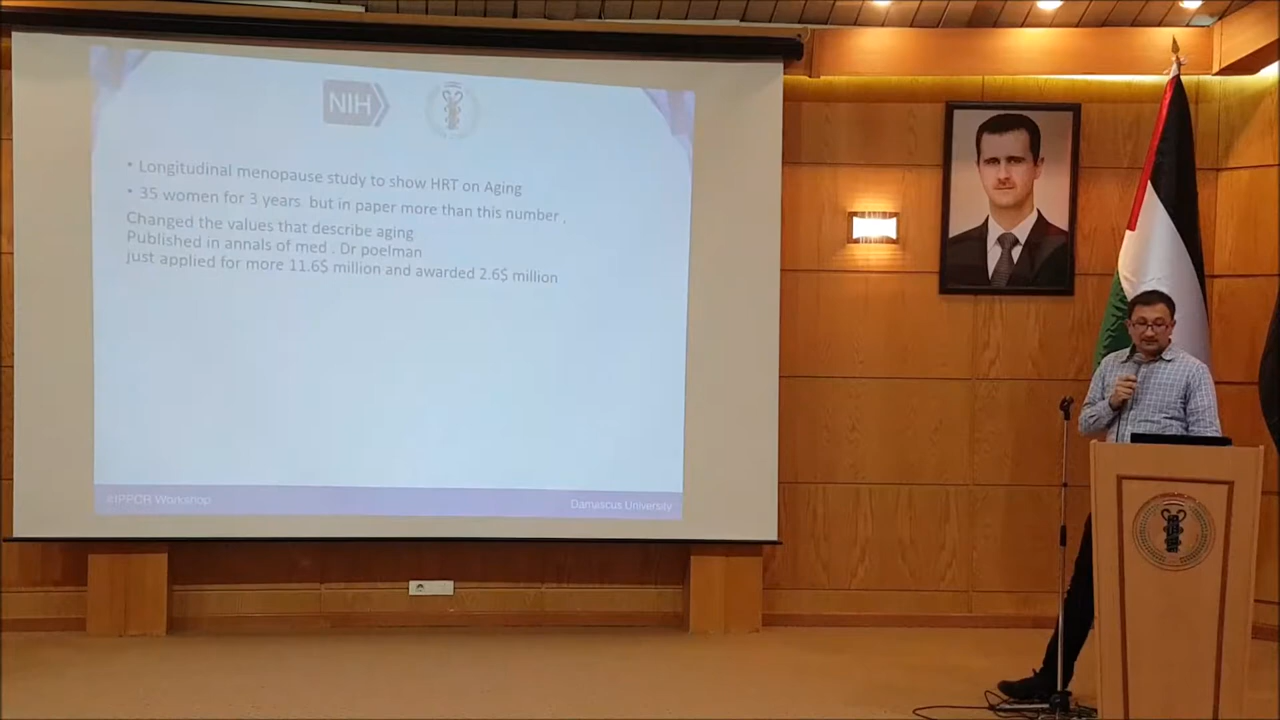 NIH
• Longitudinal menopause study to show HRT on Aging
• 35 women for 3 years but in paper more than this number .
Changed the values that describe aging
Published in annals of med . Dr poelman
just applied for more 11.6$ million and awarded 2.6$ million
#IPPCR Workshop
Damascus University